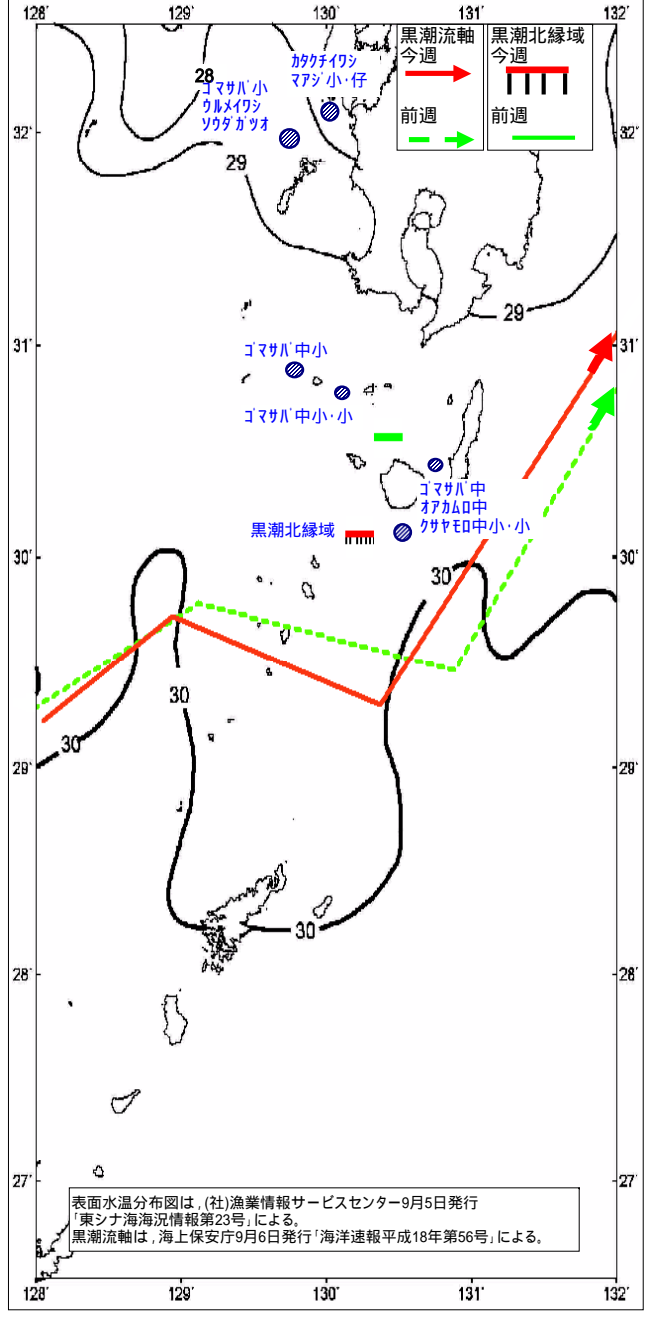 128′ 129′ 130′ 131′ 132′
黒潮流軸
今週
前週
黒潮北縁域
今週
前週
28
ｶﾀｸﾁｲﾜｼ
ﾏｱｼﾞ小・仔
ｺﾞﾏｻﾊﾞ小
ｳﾙﾒｲﾜｼ
ｿｳﾀﾞｶﾞﾂｵ
32′ 32′
29
29
31′ 31′
ｺﾞﾏｻﾊﾞ中小
ｺﾞﾏｻﾊﾞ中小・小
ｺﾞﾏｻﾊﾞ中
ｵｱｶﾑﾛ中
ｸｻﾔﾓﾛ中小・小
黒潮北縁域
30′ 30′
30
30
30
29′ 29′
30
28′ 28′
27′ 27′
表面水温分布図は，(社)漁業情報サービスセンター9月5日発行
「東シナ海海況情報第23号」による。
黒潮流軸は，海上保安庁9月6日発行「海洋速報平成18年第56号」による。
128′ 129′ 130′ 131′ 132′